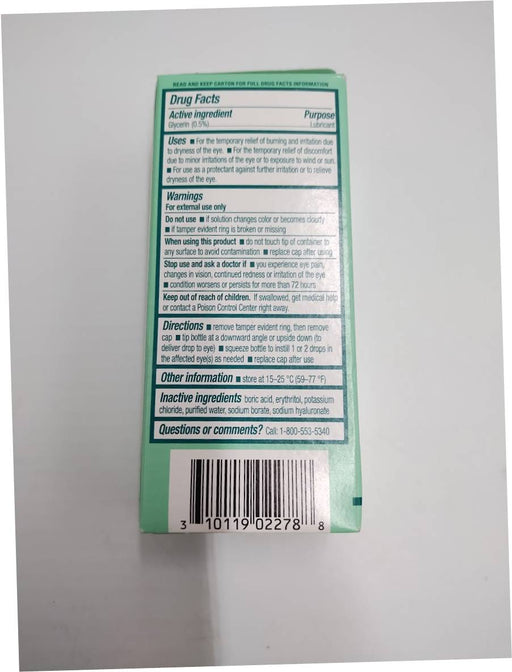 READ AND KEEP CARTON FOR FULL DRUG FACTS INFORMATION
Drug Facts
Active ingredient Purpose
Glycerin (0.5%) Lubricant
Uses ■ For the temporary relief of burning and irritation due
to dryness of the eye. ■ For the temporary relief of discomfort
due to minor irritations of the eye or to exposure to wind or sun.
■ For use as a protectant against further irritation or to relieve
dryness of the eye.
Warnings
For external use only
Do not use ■ if solution changes color or becomes cloudy
■ if tamper evident ring is broken or missing
When using this product ■ do not touch tip of container to
any surface to avoid contamination ■ replace cap after using
Stop use and ask a doctor if ■ you experience eye pain,
changes in vision, continued redness or irritation of the eye
■ condition worsens or persists for more than 72 hours
Keep out of reach of children. If swallowed, get medical help
or contact a Poison Control Center right away.
Directions ■ remove tamper evident ring, then remove
cap ■ tip bottle at a downward angle or upside down (to
deliver drop to eye) ■ squeeze bottle to instill 1 or 2 drops in
the affected eye(s) as needed ■ replace cap after use
Other information ■ store at 15-25 °C (59-77 °F)
Inactive ingredients boric acid, erythritol, potassium
chloride, purified water, sodium borate, sodium hyaluronate
Questions or comments? Call: 1-800-553-5340
3 10119 02278 8